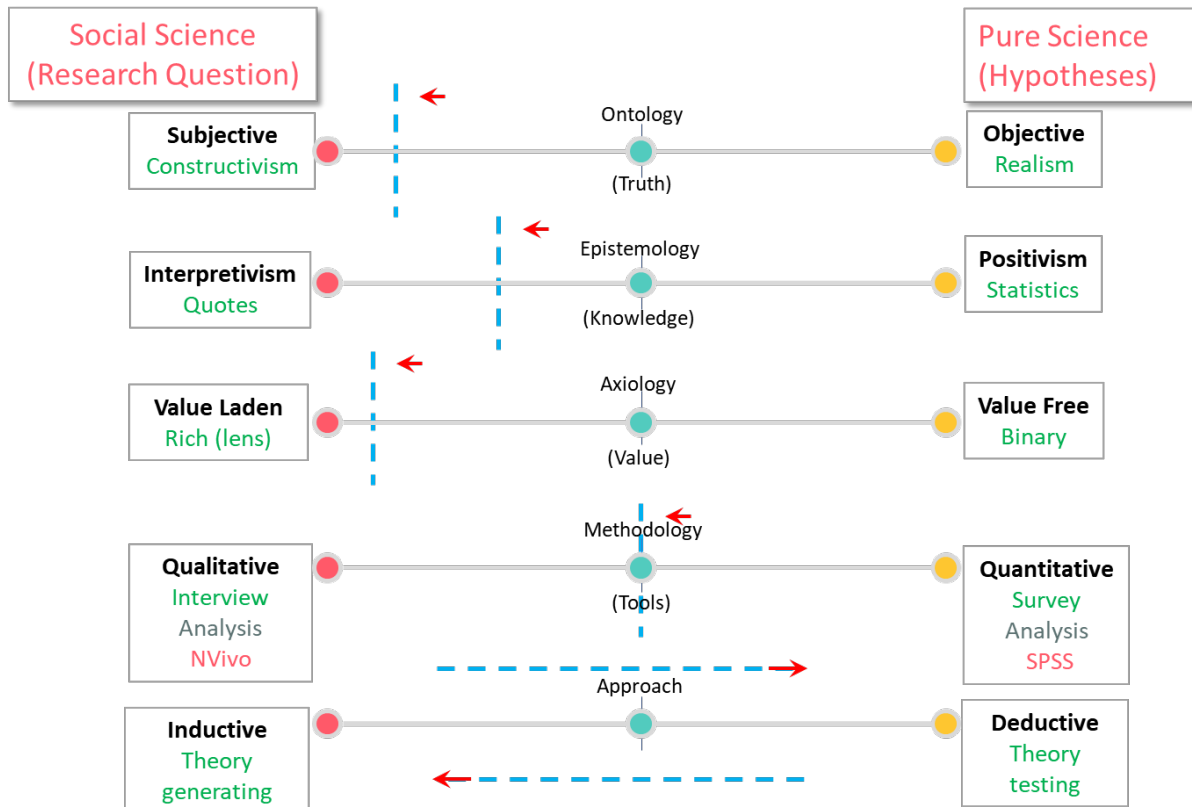 Social Science
(Research Question)
Pure Science
(Hypotheses)
Subjective
Constructivism
Ontology
(Truth)
Objective
Realism
Interpretivism
Quotes
Epistemology
(Knowledge)
Positivism
Statistics
Value Laden
Rich (lens)
Axiology
(Value)
Value Free
Binary
Qualitative
Interview
Analysis
NVivo
Methodology
(Tools)
Quantitative
Survey
Analysis
SPSS
Inductive
Theory
generating
Approach
Deductive
Theory
testing